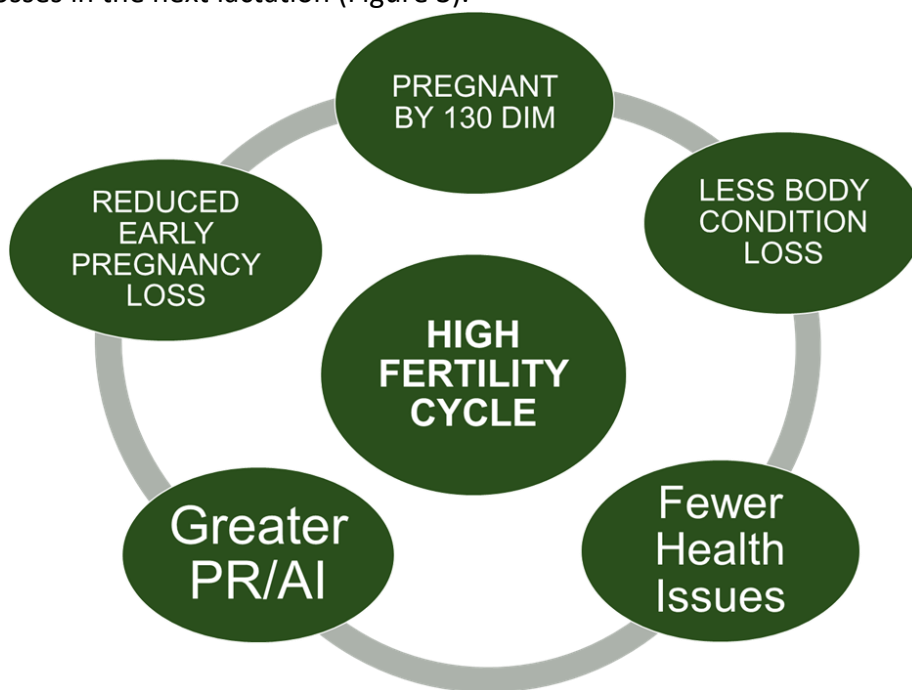 osses in the next lactation (Figure 3).
PREGNANT
BY 130 DIM
LESS BODY
CONDITION
LOSS
Fewer
Health
Issues
Greater
PR/AI
REDUCED
EARLY
PREGNANCY
LOSS
HIGH
FERTILITY
CYCLE